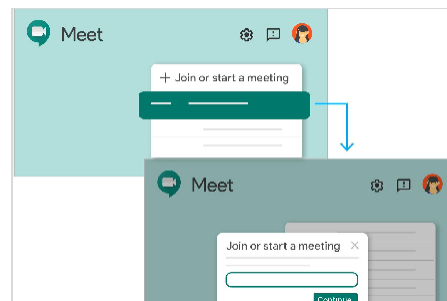 Meet
+ Join or start a meeting
Meet
Join or start a meeting
Continue